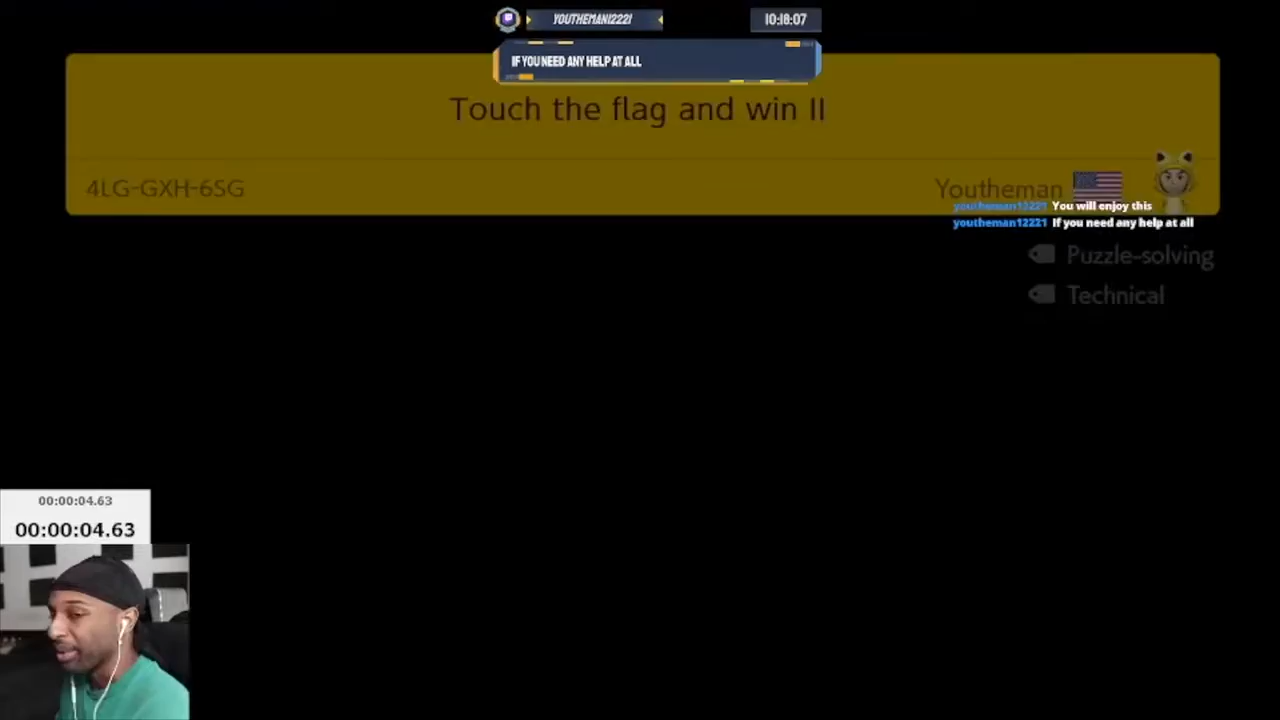 YOUTHEMAN12221
10:18:07
IF YOU NEED ANY HELP AT ALL
Touch the flag and win II
4LG-GXH-6SG
Youtheman
youtheman12221 You will enjoy this
youtheman12221 If you need any help at all
Puzzle-solving
Technical
00:00:04.63
00:00:04.63